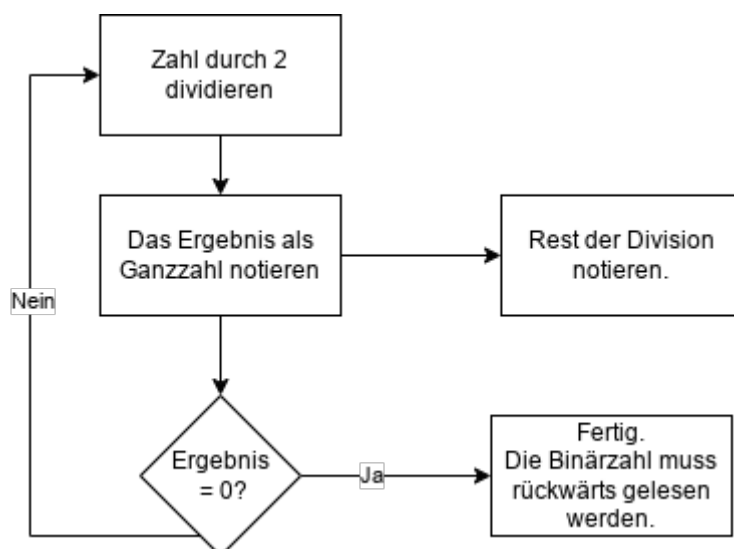 Zahl durch 2
dividieren
Das Ergebnis als
Ganzzahl notieren
Rest der Division
notieren.
Nein
Ergebnis
= 0?
Ja
Fertig.
Die Binärzahl muss
rückwärts gelesen
werden.